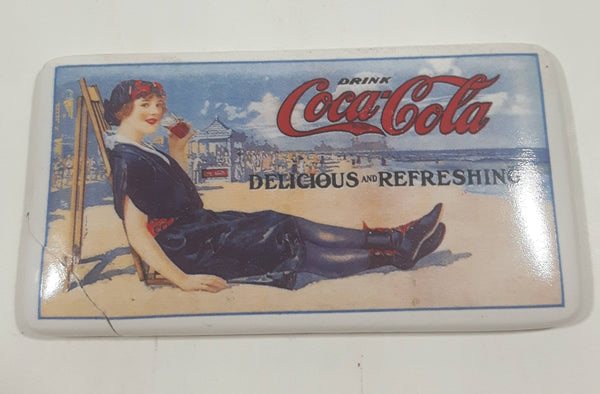 DRINK
Coca-Cola
DELICIOUS AND REFRESHING